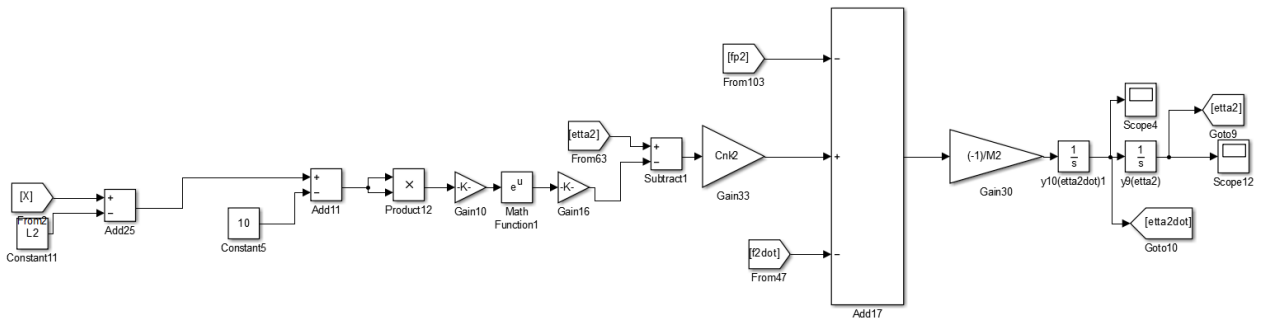 [X]
From2
L2
Constant11
+
−
Add25
10
Constant5
+
−
Add11
×
Product12
-K-
Gain10
e^u
Math
Function1
-K-
Gain16
[etta2]
From63
+
−
Subtract1
Cnk2
Gain33
[fp2]
From103
[f2dot]
From47
−
+
−
Add17
(-1)/M2
Gain30
1
s
y10(etta2dot)1
1
s
y9(etta2)
Scope4
[etta2]
Goto9
Scope12
[etta2dot]
Goto10